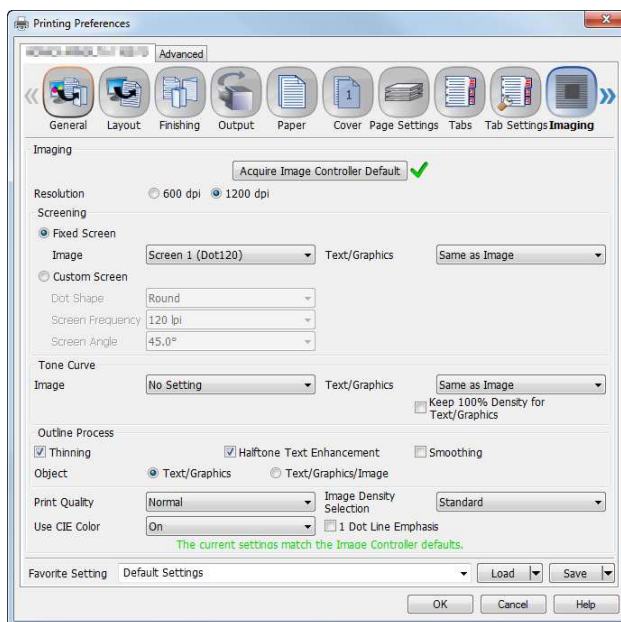 Printing Preferences
Advanced
General Layout Finishing Output Paper Cover Page Settings Tabs Tab Settings Imaging
1
Imaging
Acquire Image Controller Default
Resolution 600 dpi 1200 dpi
Screening
Fixed Screen
Image Screen 1 (Dot120) Text/Graphics Same as Image
Custom Screen
Dot Shape Round
Screen Frequency 120 lpi
Screen Angle 45.0°
Tone Curve
Image No Setting Text/Graphics Same as Image
Keep 100% Density for
Text/Graphics
Outline Process
Thinning Halftone Text Enhancement Smoothing
Object Text/Graphics Text/Graphics/Image
Print Quality Normal Image Density
Selection Standard
Use CIE Color On 1 Dot Line Emphasis
The current settings match the Image Controller defaults.
Favorite Setting Default Settings Load Save
OK Cancel Help